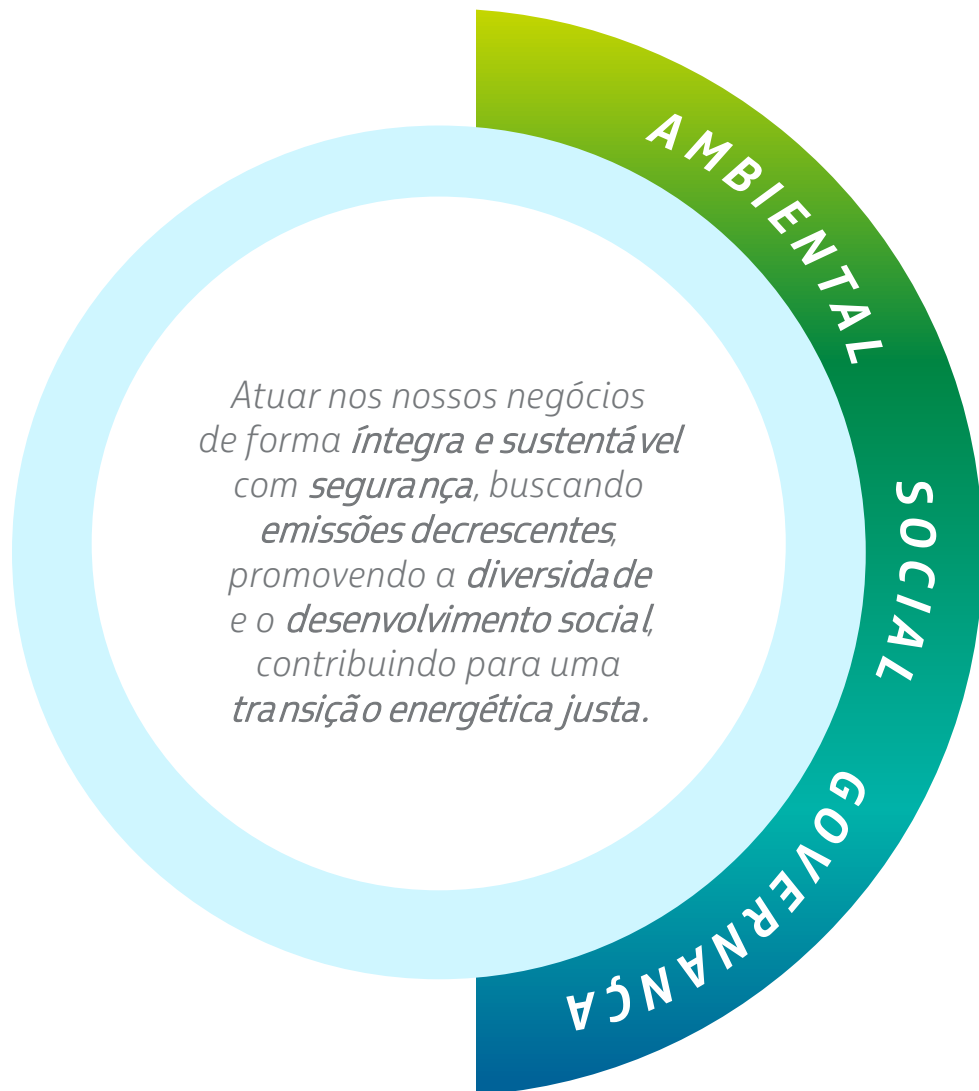 AMBIENTAL
SOCIAL
GOVERNANÇA
Atuar nos nossos negócios
de forma íntegra e sustentável
com segurança, buscando
emissões decrescentes,
promovendo a diversidade
e o desenvolvimento social,
contribuindo para uma
transição energética justa.